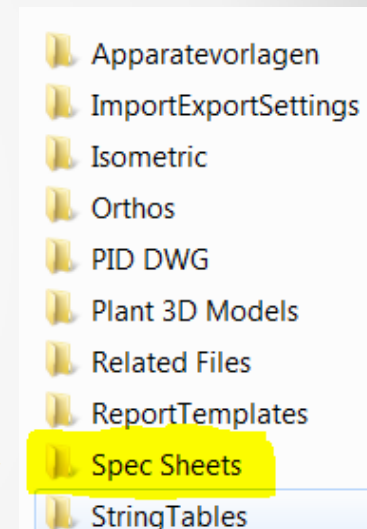 Apparatevorlagen
ImportExportSettings
Isometric
Orthos
PID DWG
Plant 3D Models
Related Files
ReportTemplates
Spec Sheets
StringTables